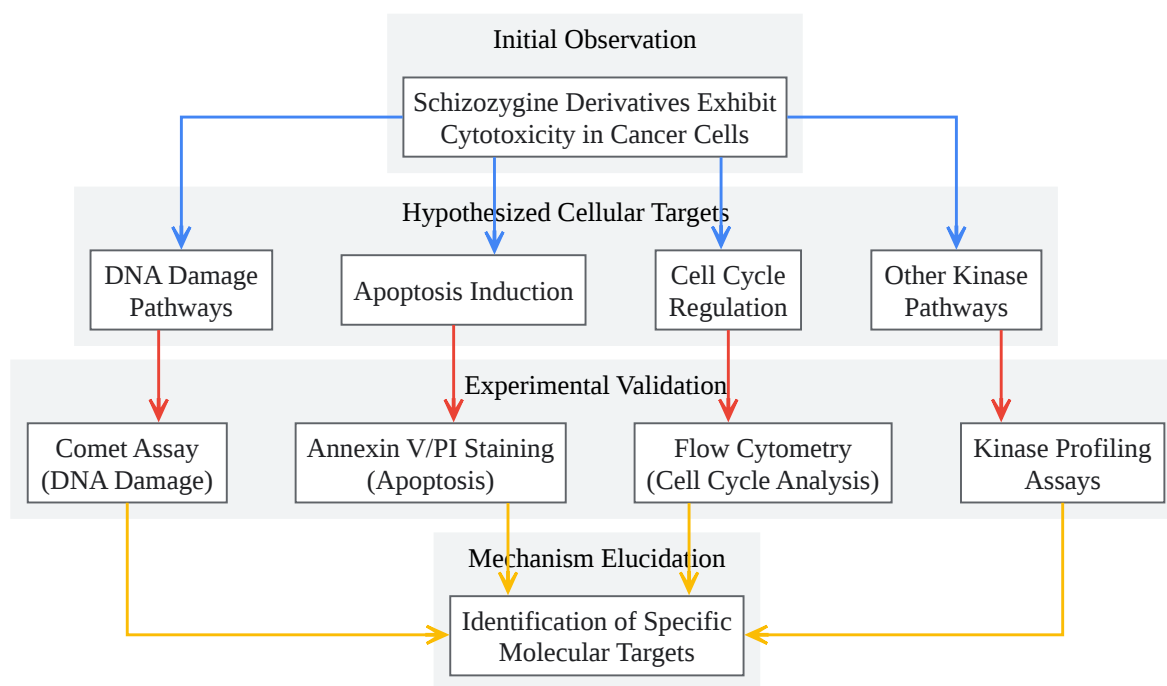 Initial Observation
Schizozygine Derivatives Exhibit
Cytotoxicity in Cancer Cells
Hypothesized Cellular Targets
DNA Damage
Pathways
Apoptosis Induction
Cell Cycle
Regulation
Other Kinase
Pathways
Experimental Validation
Comet Assay
(DNA Damage)
Annexin V/PI Staining
(Apoptosis)
Flow Cytometry
(Cell Cycle Analysis)
Kinase Profiling
Assays
Mechanism Elucidation
Identification of Specific
Molecular Targets